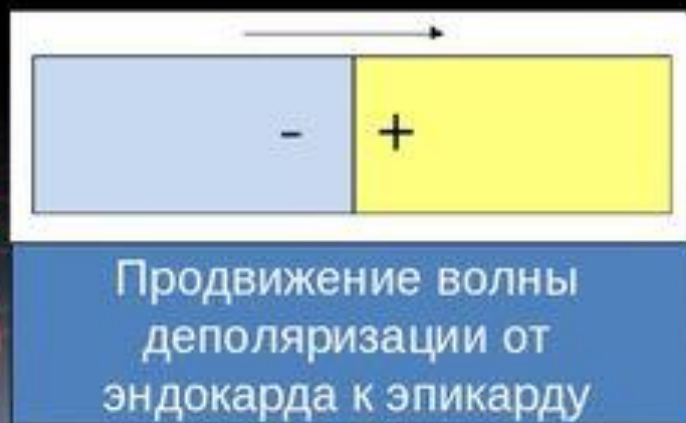 - +
Продвижение волны
деполяризации от
эндокарда к эпикарду